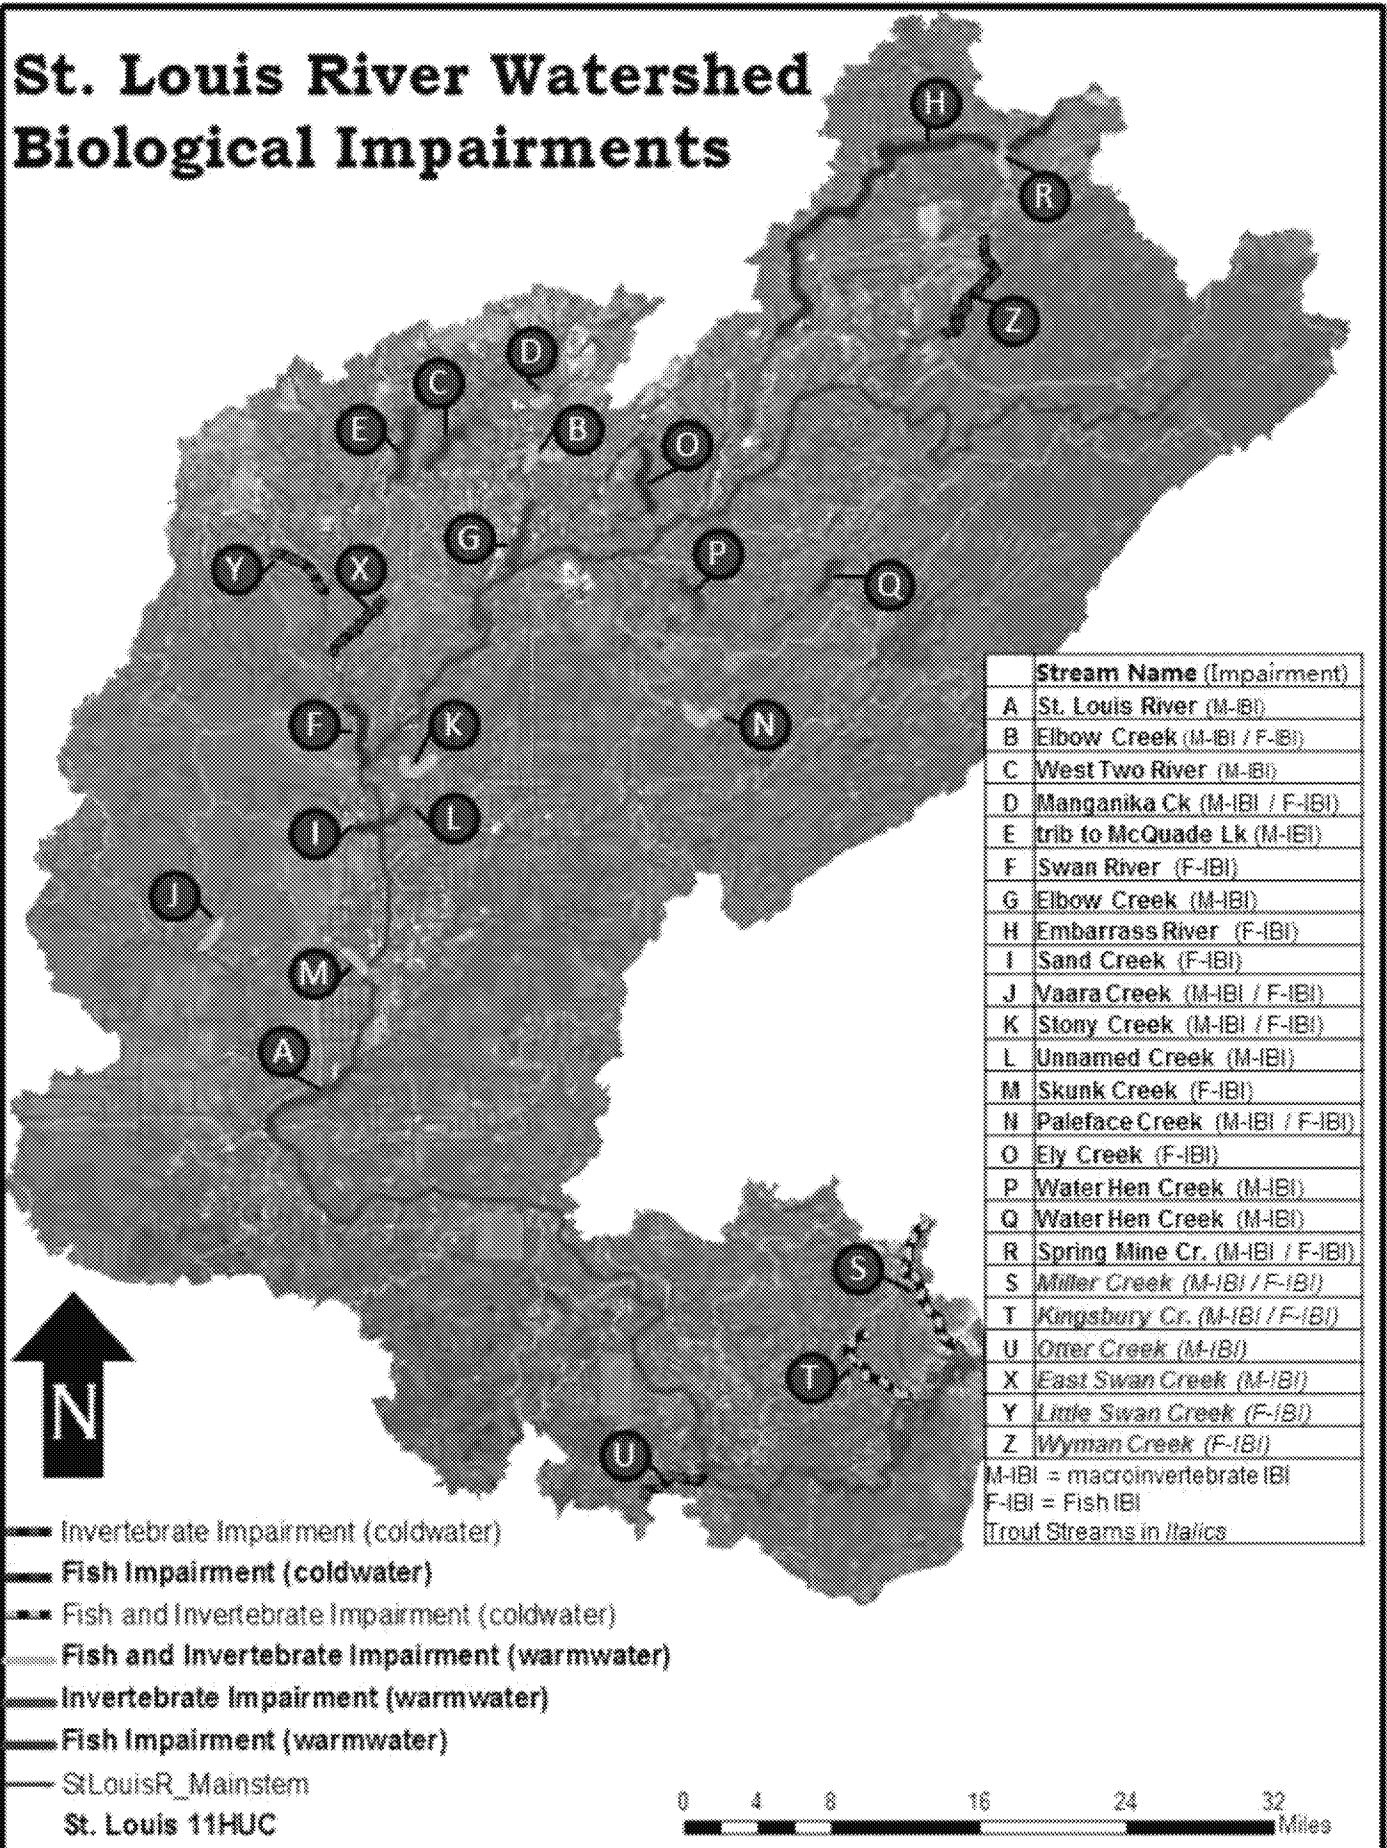 St. Louis River Watershed
Biological Impairments
H
R
Z
D
C
E
B
O
G
P
Y
X
Q
F
K
N
I
L
J
M
A
S
T
U
Stream Name (Impairment)
A St. Louis River (M-IBI)
B Elbow Creek (M-IBI / F-IBI)
C West Two River (M-IBI)
D Manganika Ck (M-IBI / F-IBI)
E trib to McQuade Lk (M-IBI)
F Swan River (F-IBI)
G Elbow Creek (M-IBI)
H Embarrass River (F-IBI)
I Sand Creek (F-IBI)
J Vaara Creek (M-IBI / F-IBI)
K Stony Creek (M-IBI / F-IBI)
L Unnamed Creek (M-IBI)
M Skunk Creek (F-IBI)
N Paleface Creek (M-IBI / F-IBI)
O Ely Creek (F-IBI)
P Water Hen Creek (M-IBI)
Q Water Hen Creek (M-IBI)
R Spring Mine Cr. (M-IBI / F-IBI)
S Miller Creek (M-IBI / F-IBI)
T Kingsbury Cr. (M-IBI / F-IBI)
U Otter Creek (M-IBI)
X East Swan Creek (M-IBI)
Y Little Swan Creek (F-IBI)
Z Wyman Creek (F-IBI)
M-IBI = macroinvertebrate IBI
F-IBI = Fish IBI
Trout Streams in Italics
N
Invertebrate Impairment (coldwater)
Fish Impairment (coldwater)
Fish and Invertebrate Impairment (coldwater)
Fish and Invertebrate Impairment (warmwater)
Invertebrate Impairment (warmwater)
Fish Impairment (warmwater)
StLouisR_Mainstem
St. Louis 11HUC
0 4 8 16 24 32
Miles